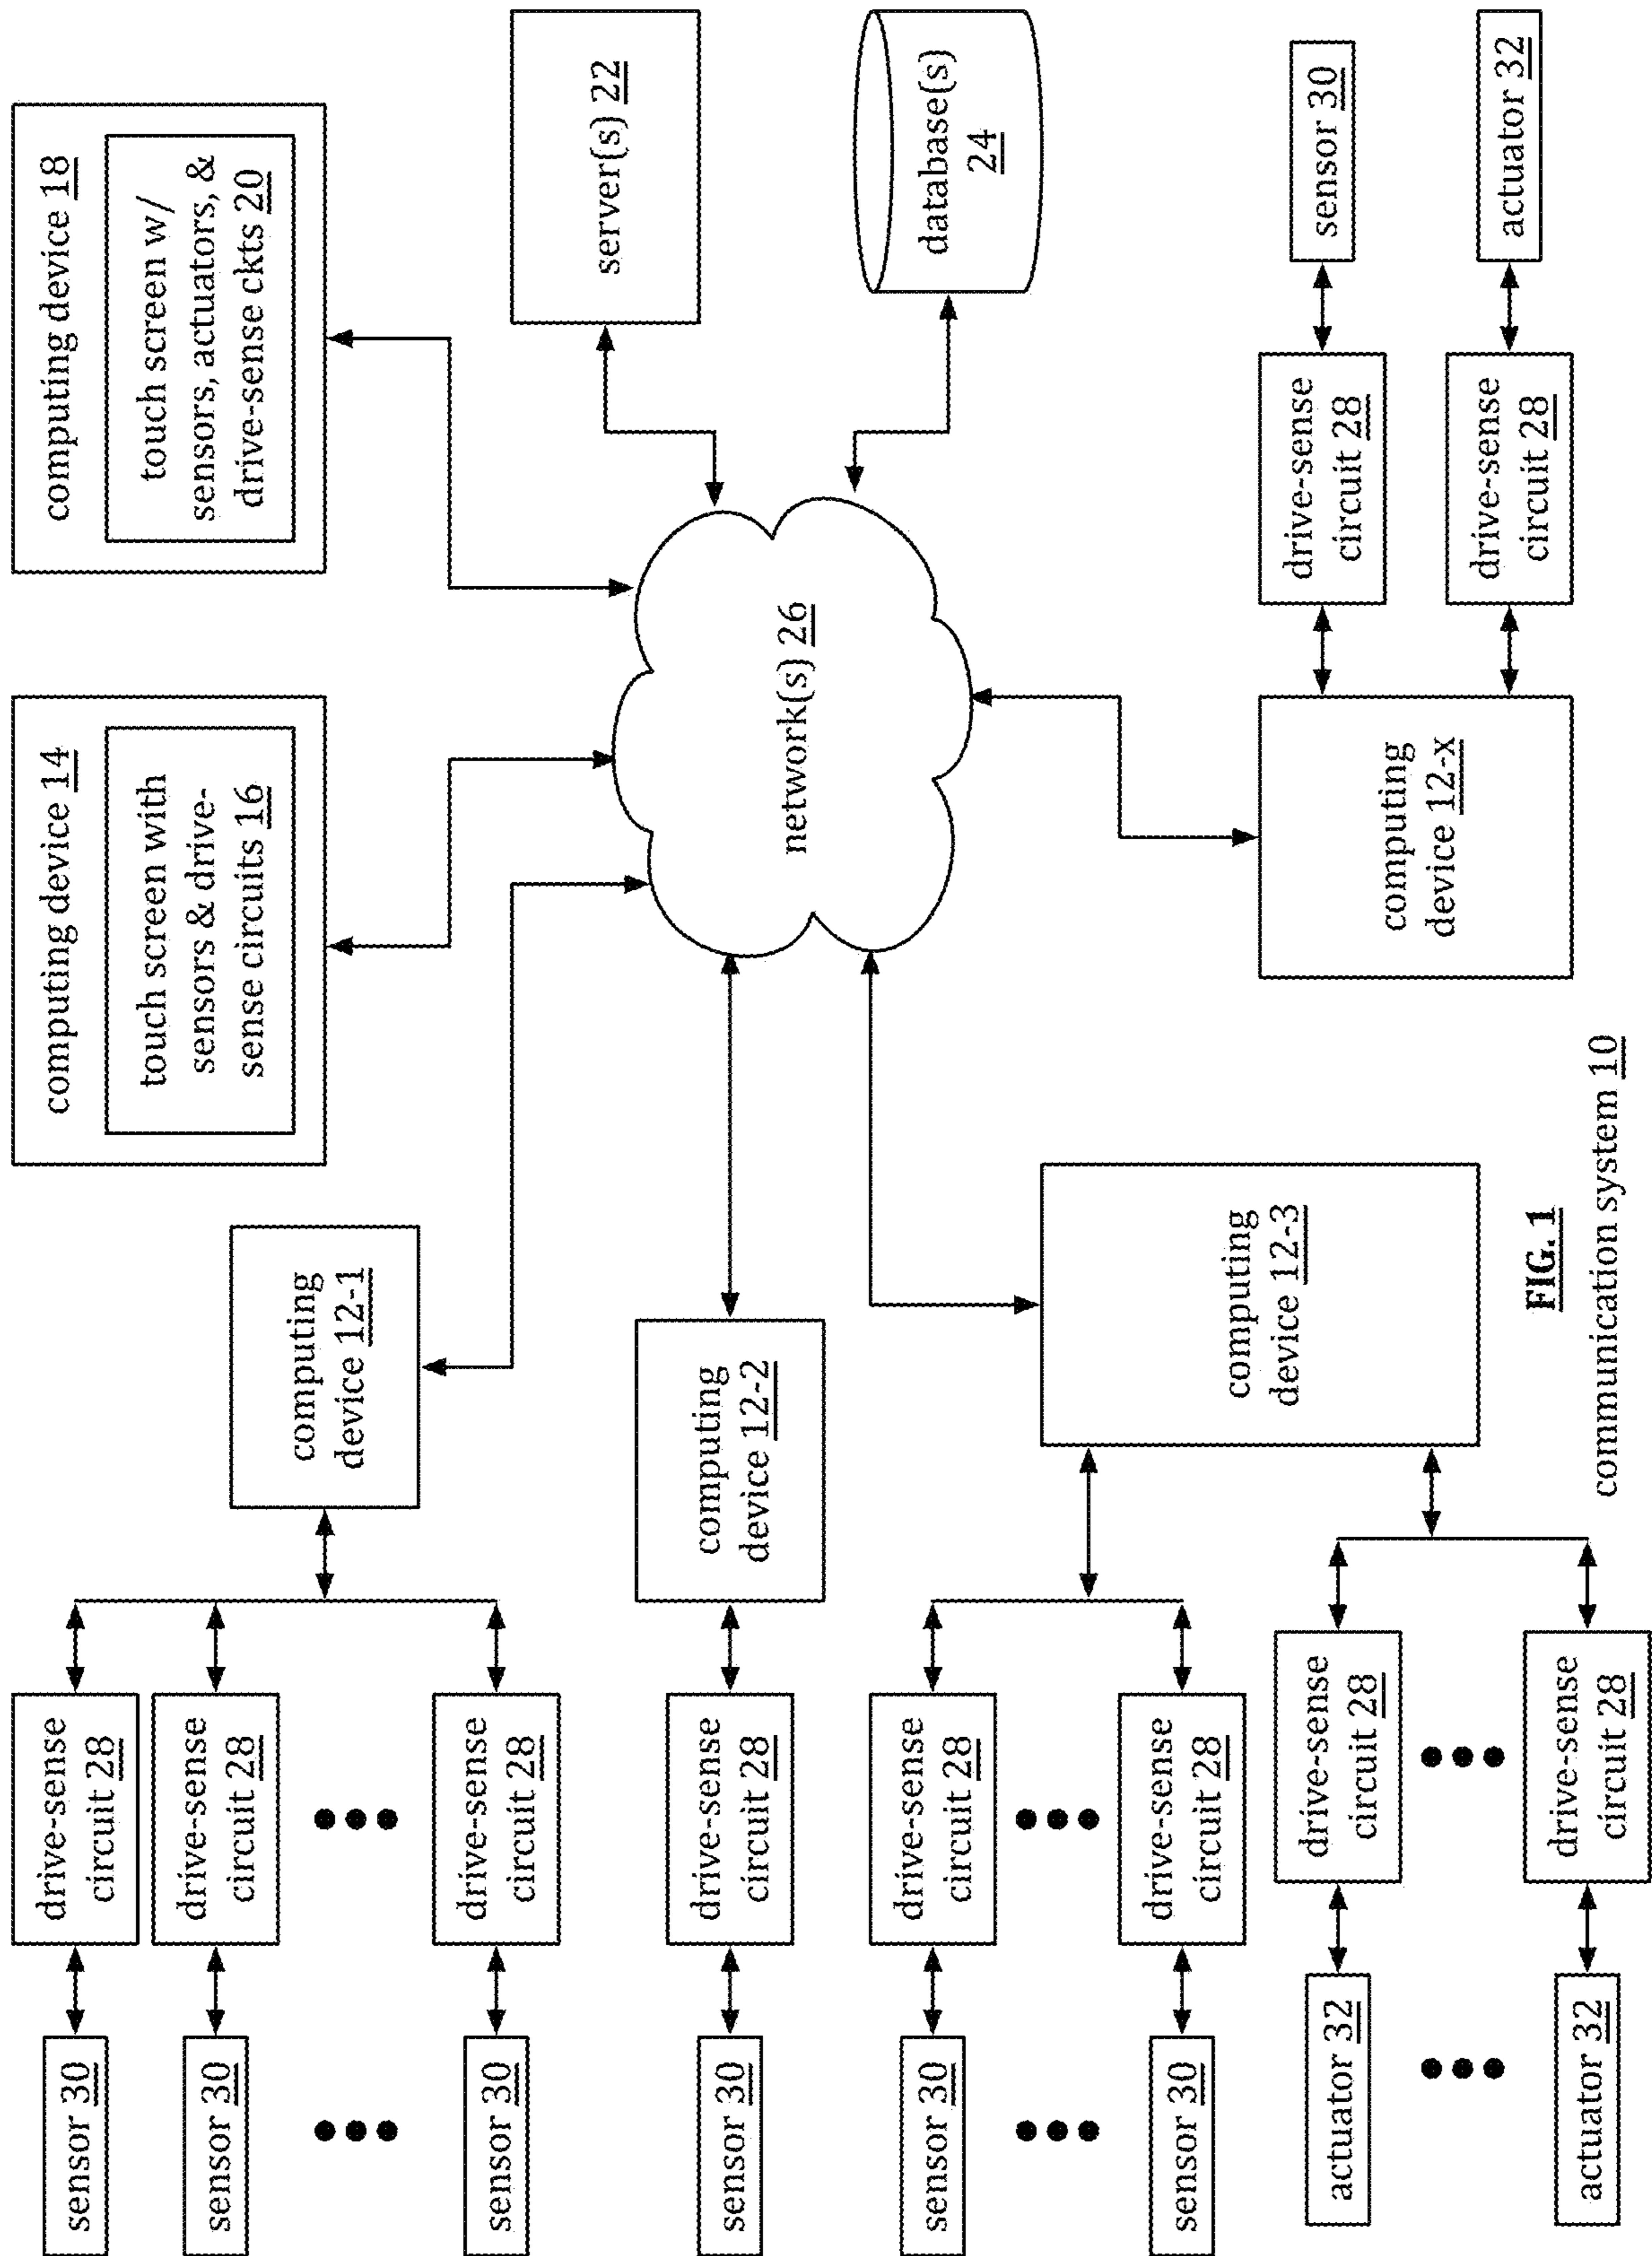 sensor 30
drive-sense
circuit 28
sensor 30
drive-sense
circuit 28
sensor 30
drive-sense
circuit 28
computing
device 12-1
computing device 14
touch screen with
sensors & drive-
sense circuits 16
computing device 18
touch screen w/
sensors, actuators, &
drive-sense ckts 20
sensor 30
drive-sense
circuit 28
computing
device 12-2
network(s) 26
server(s) 22
database(s)
24
sensor 30
drive-sense
circuit 28
sensor 30
drive-sense
circuit 28
computing
device 12-3
actuator 32
drive-sense
circuit 28
actuator 32
drive-sense
circuit 28
computing
device 12-x
drive-sense
circuit 28
sensor 30
drive-sense
circuit 28
actuator 32
FIG. 1
communication system 10